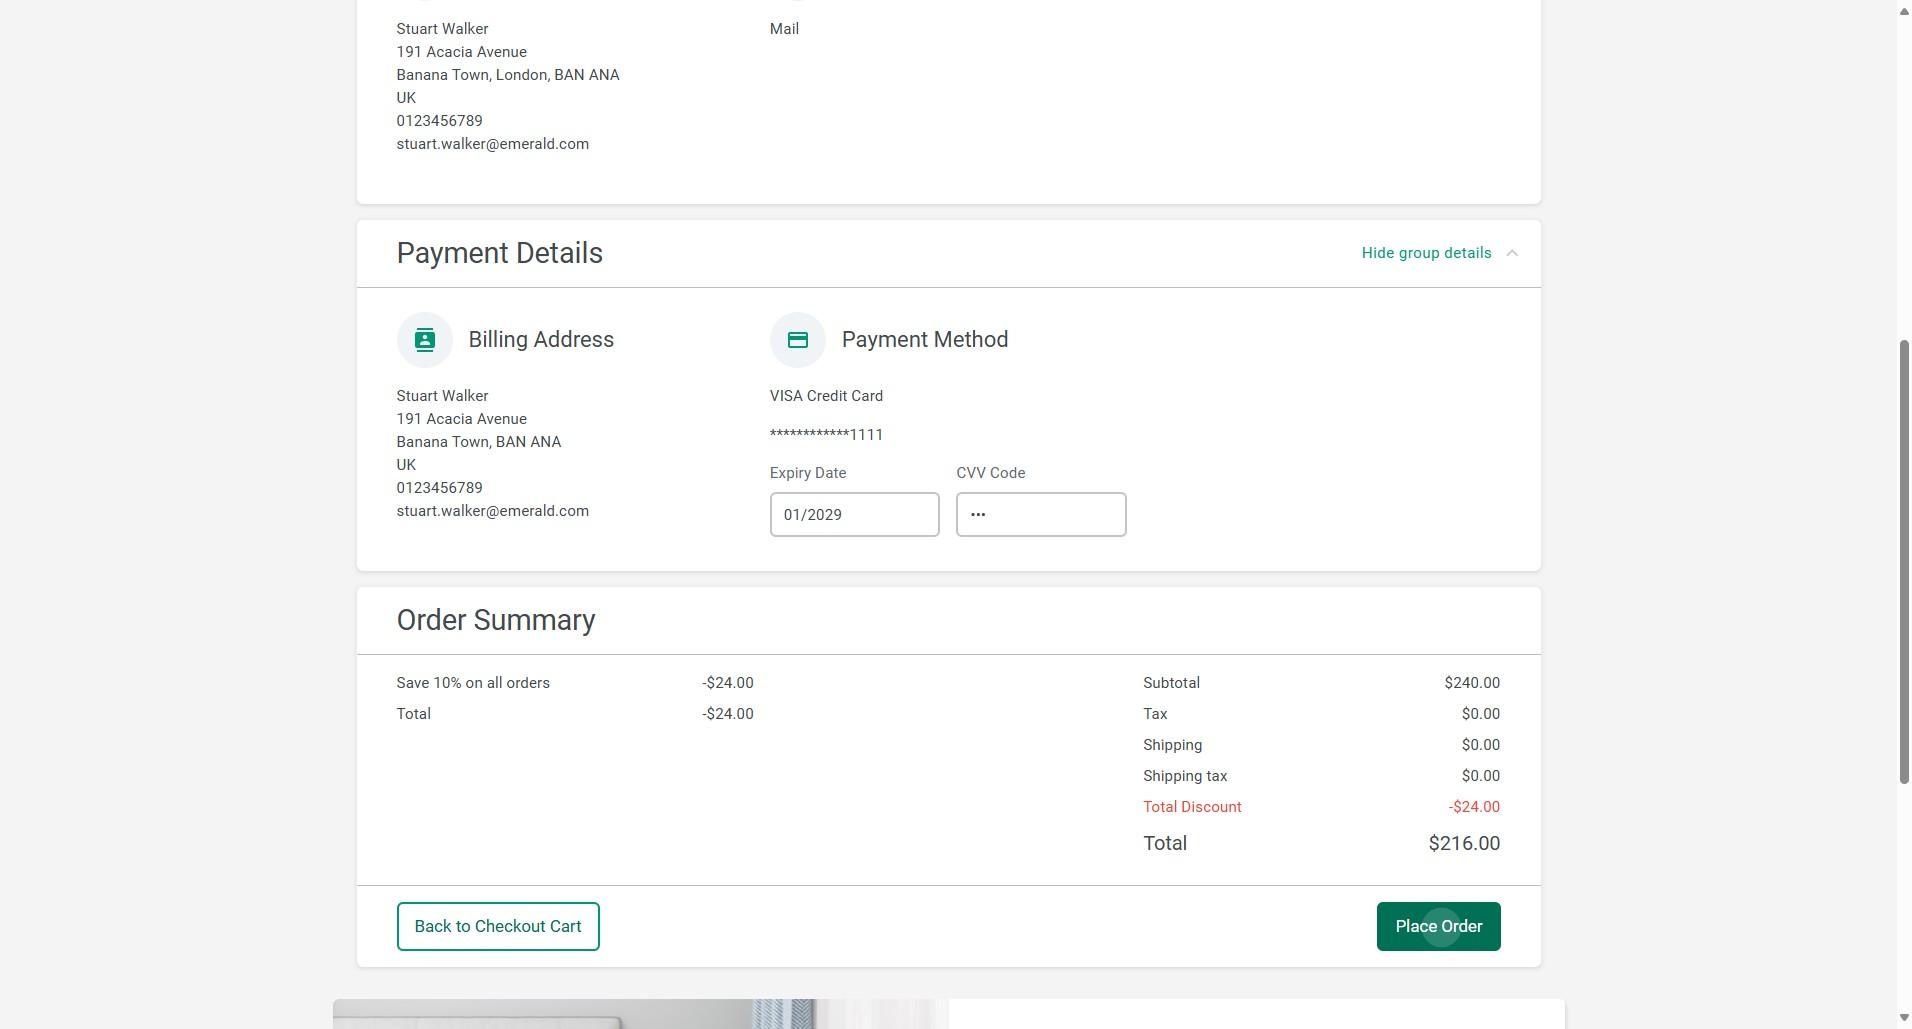 Stuart Walker
191 Acacia Avenue
Banana Town, London, BAN ANA
UK
0123456789
stuart.walker@emerald.com
Mail
Payment Details
Hide group details
Billing Address
Stuart Walker
191 Acacia Avenue
Banana Town, BAN ANA
UK
0123456789
stuart.walker@emerald.com
Payment Method
VISA Credit Card
************1111
Expiry Date
CVV Code
01/2029
•••
Order Summary
Save 10% on all orders -$24.00
Total -$24.00
Subtotal $240.00
Tax $0.00
Shipping $0.00
Shipping tax $0.00
Total Discount -$24.00
Total $216.00
Back to Checkout Cart
Place Order